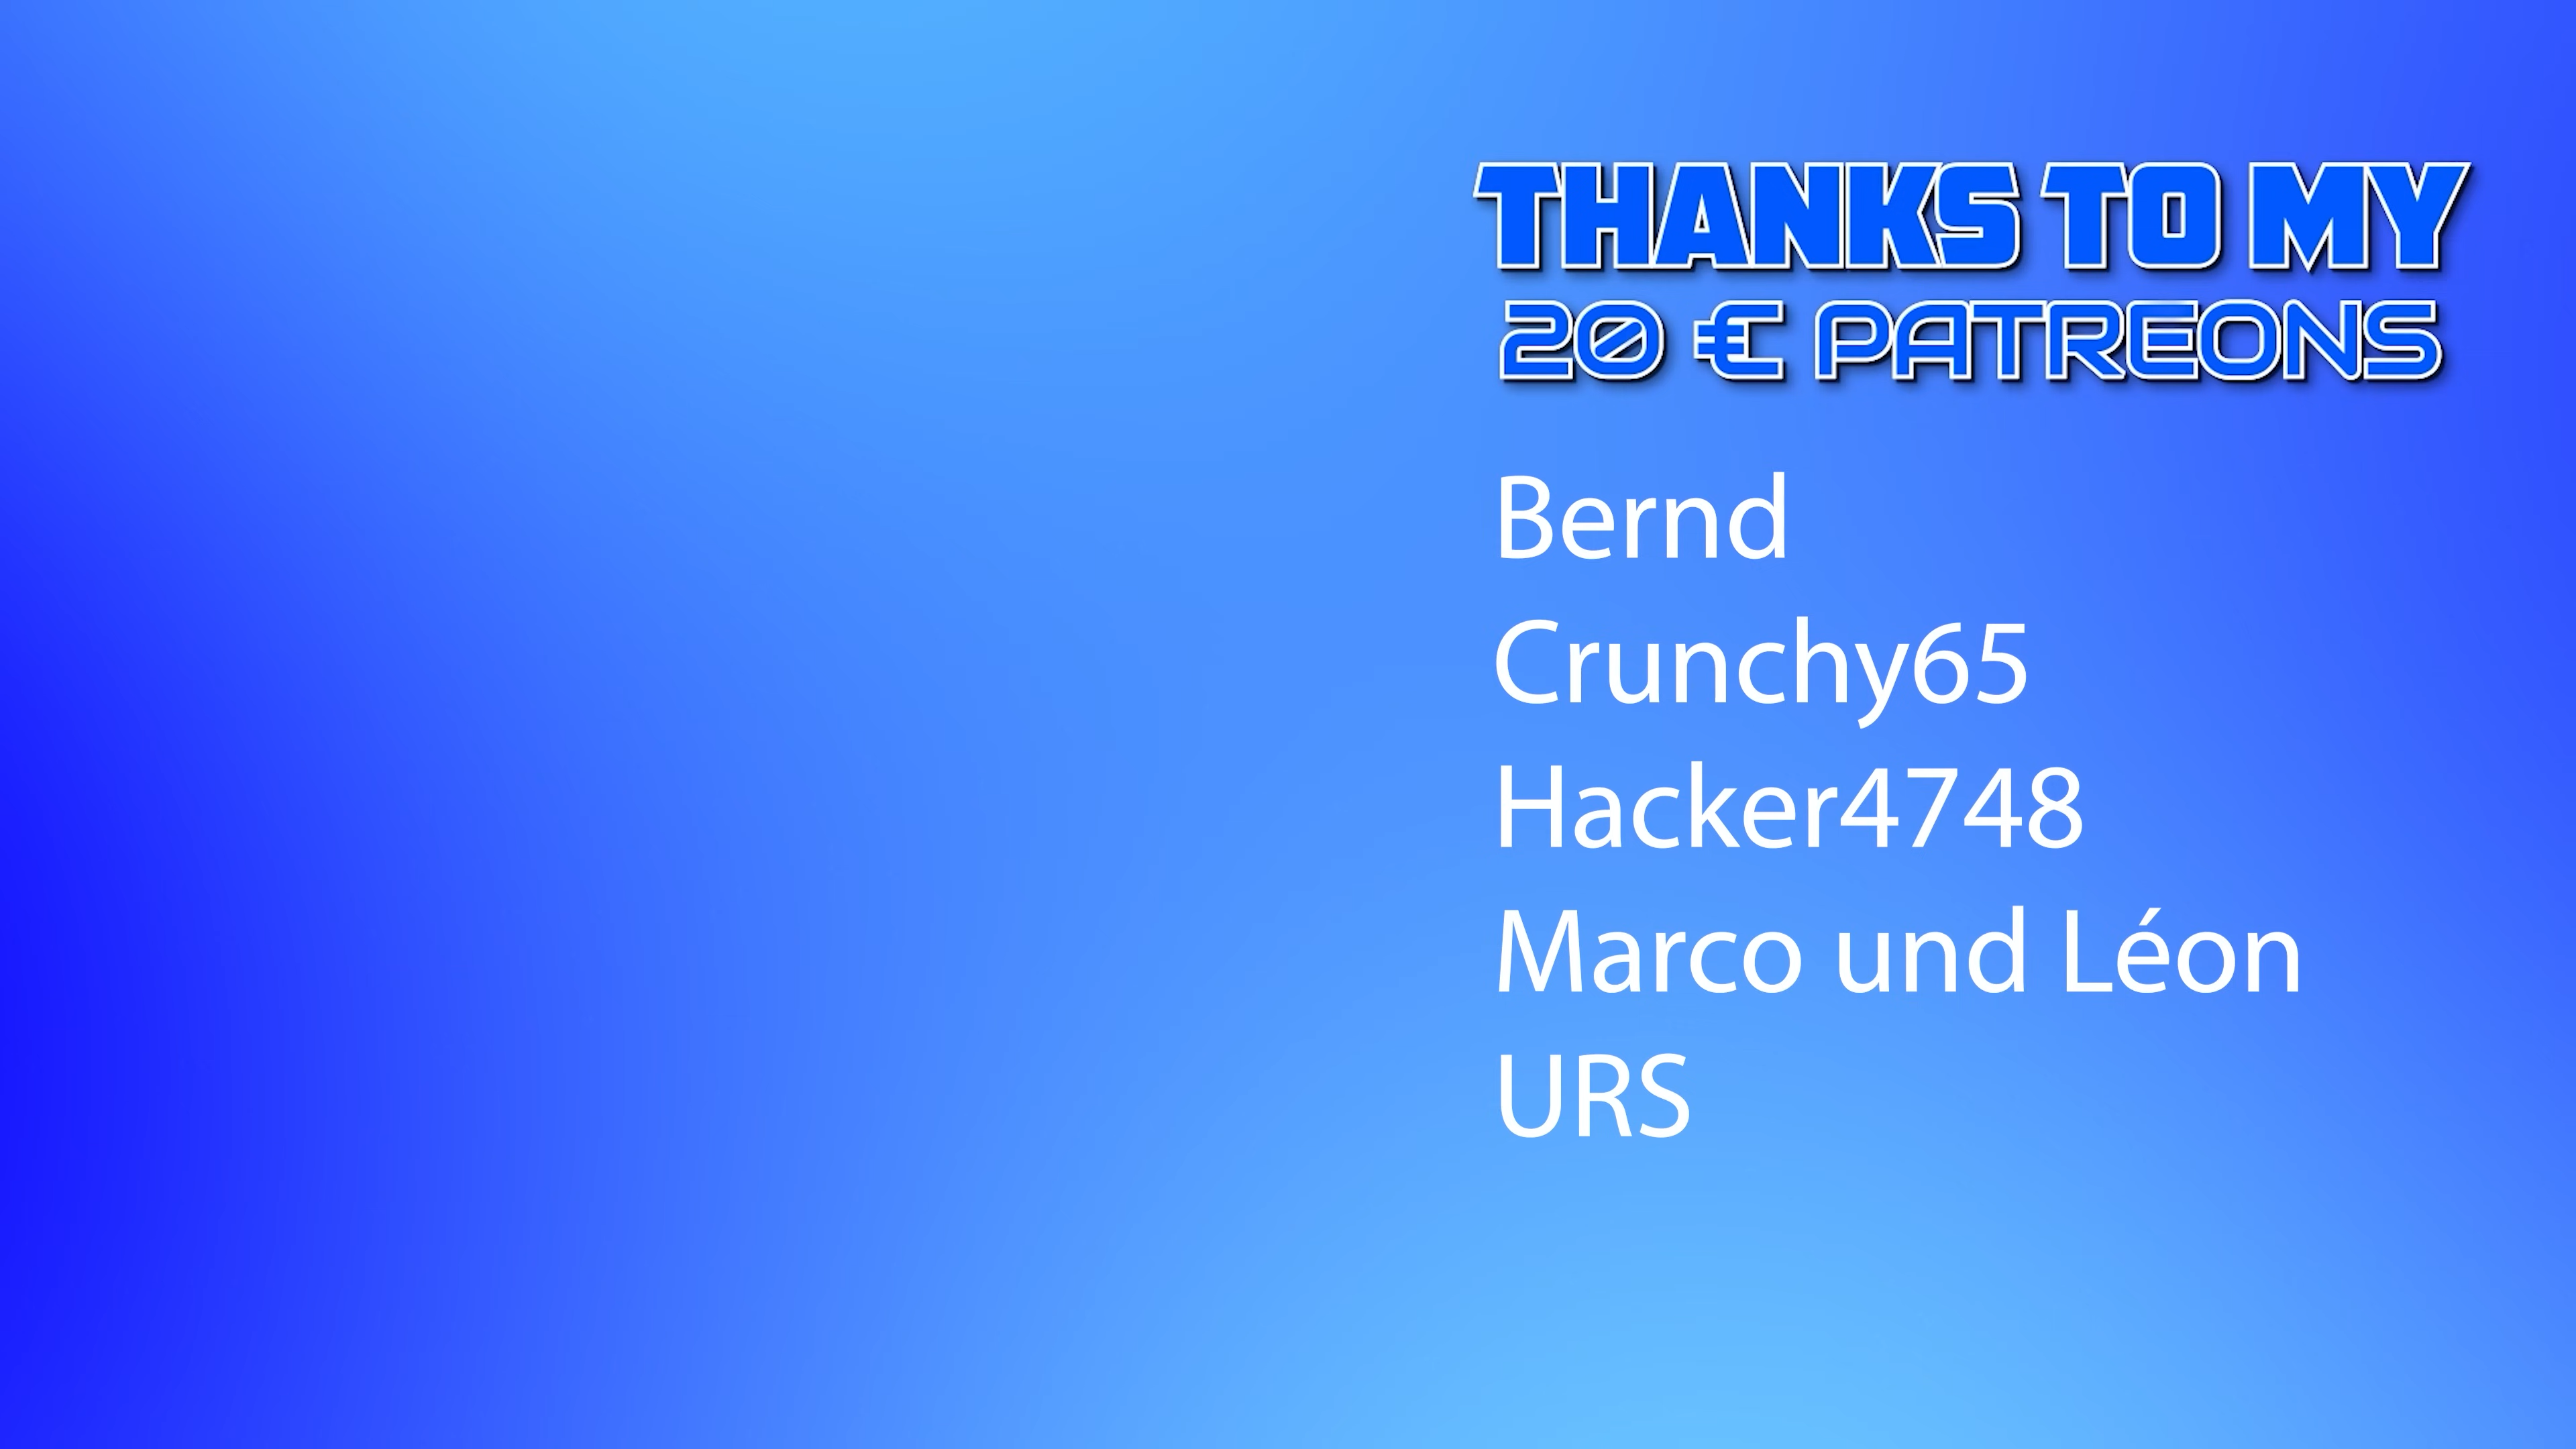 THANKS TO MY
20 € PATREONS
Bernd
Crunchy65
Hacker4748
Marco und Léon
URS